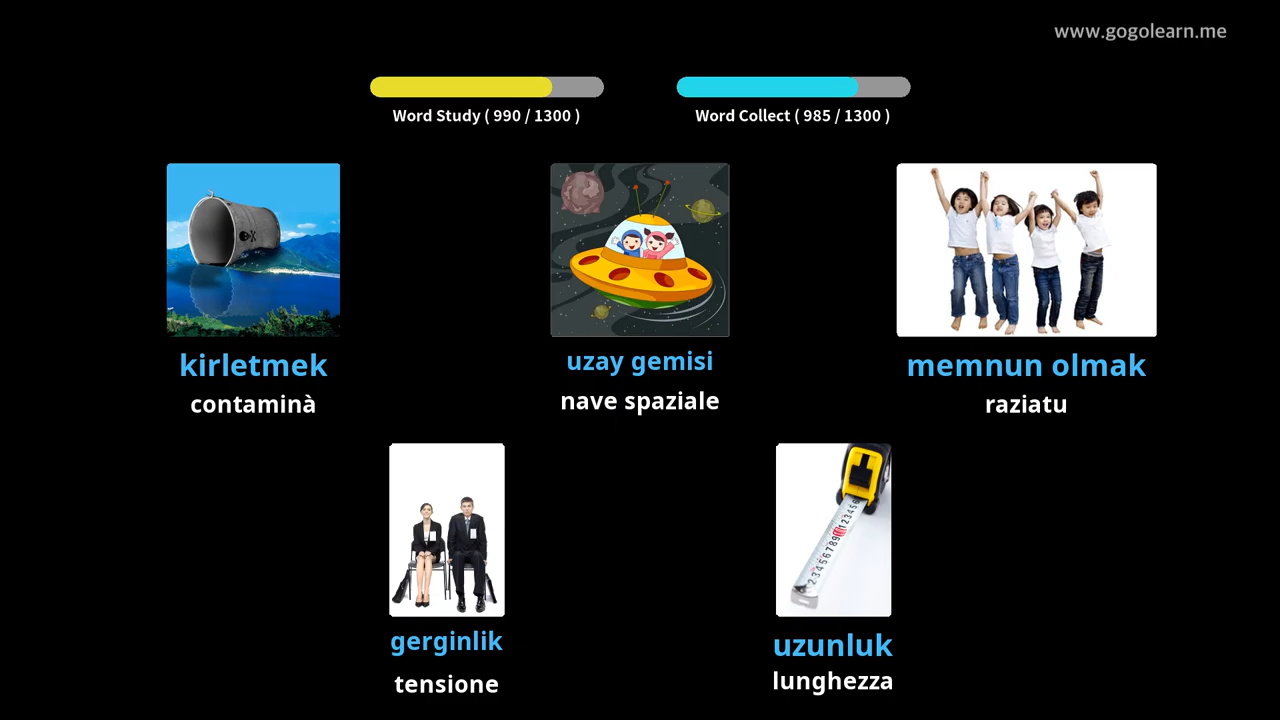 www.gogolearn.me
Word Study ( 990 / 1300 )
Word Collect ( 985 / 1300 )
kirletmek
contaminà
uzay gemisi
nave spaziale
memnun olmak
raziatu
gerginlik
tensione
uzunluk
lunghezza